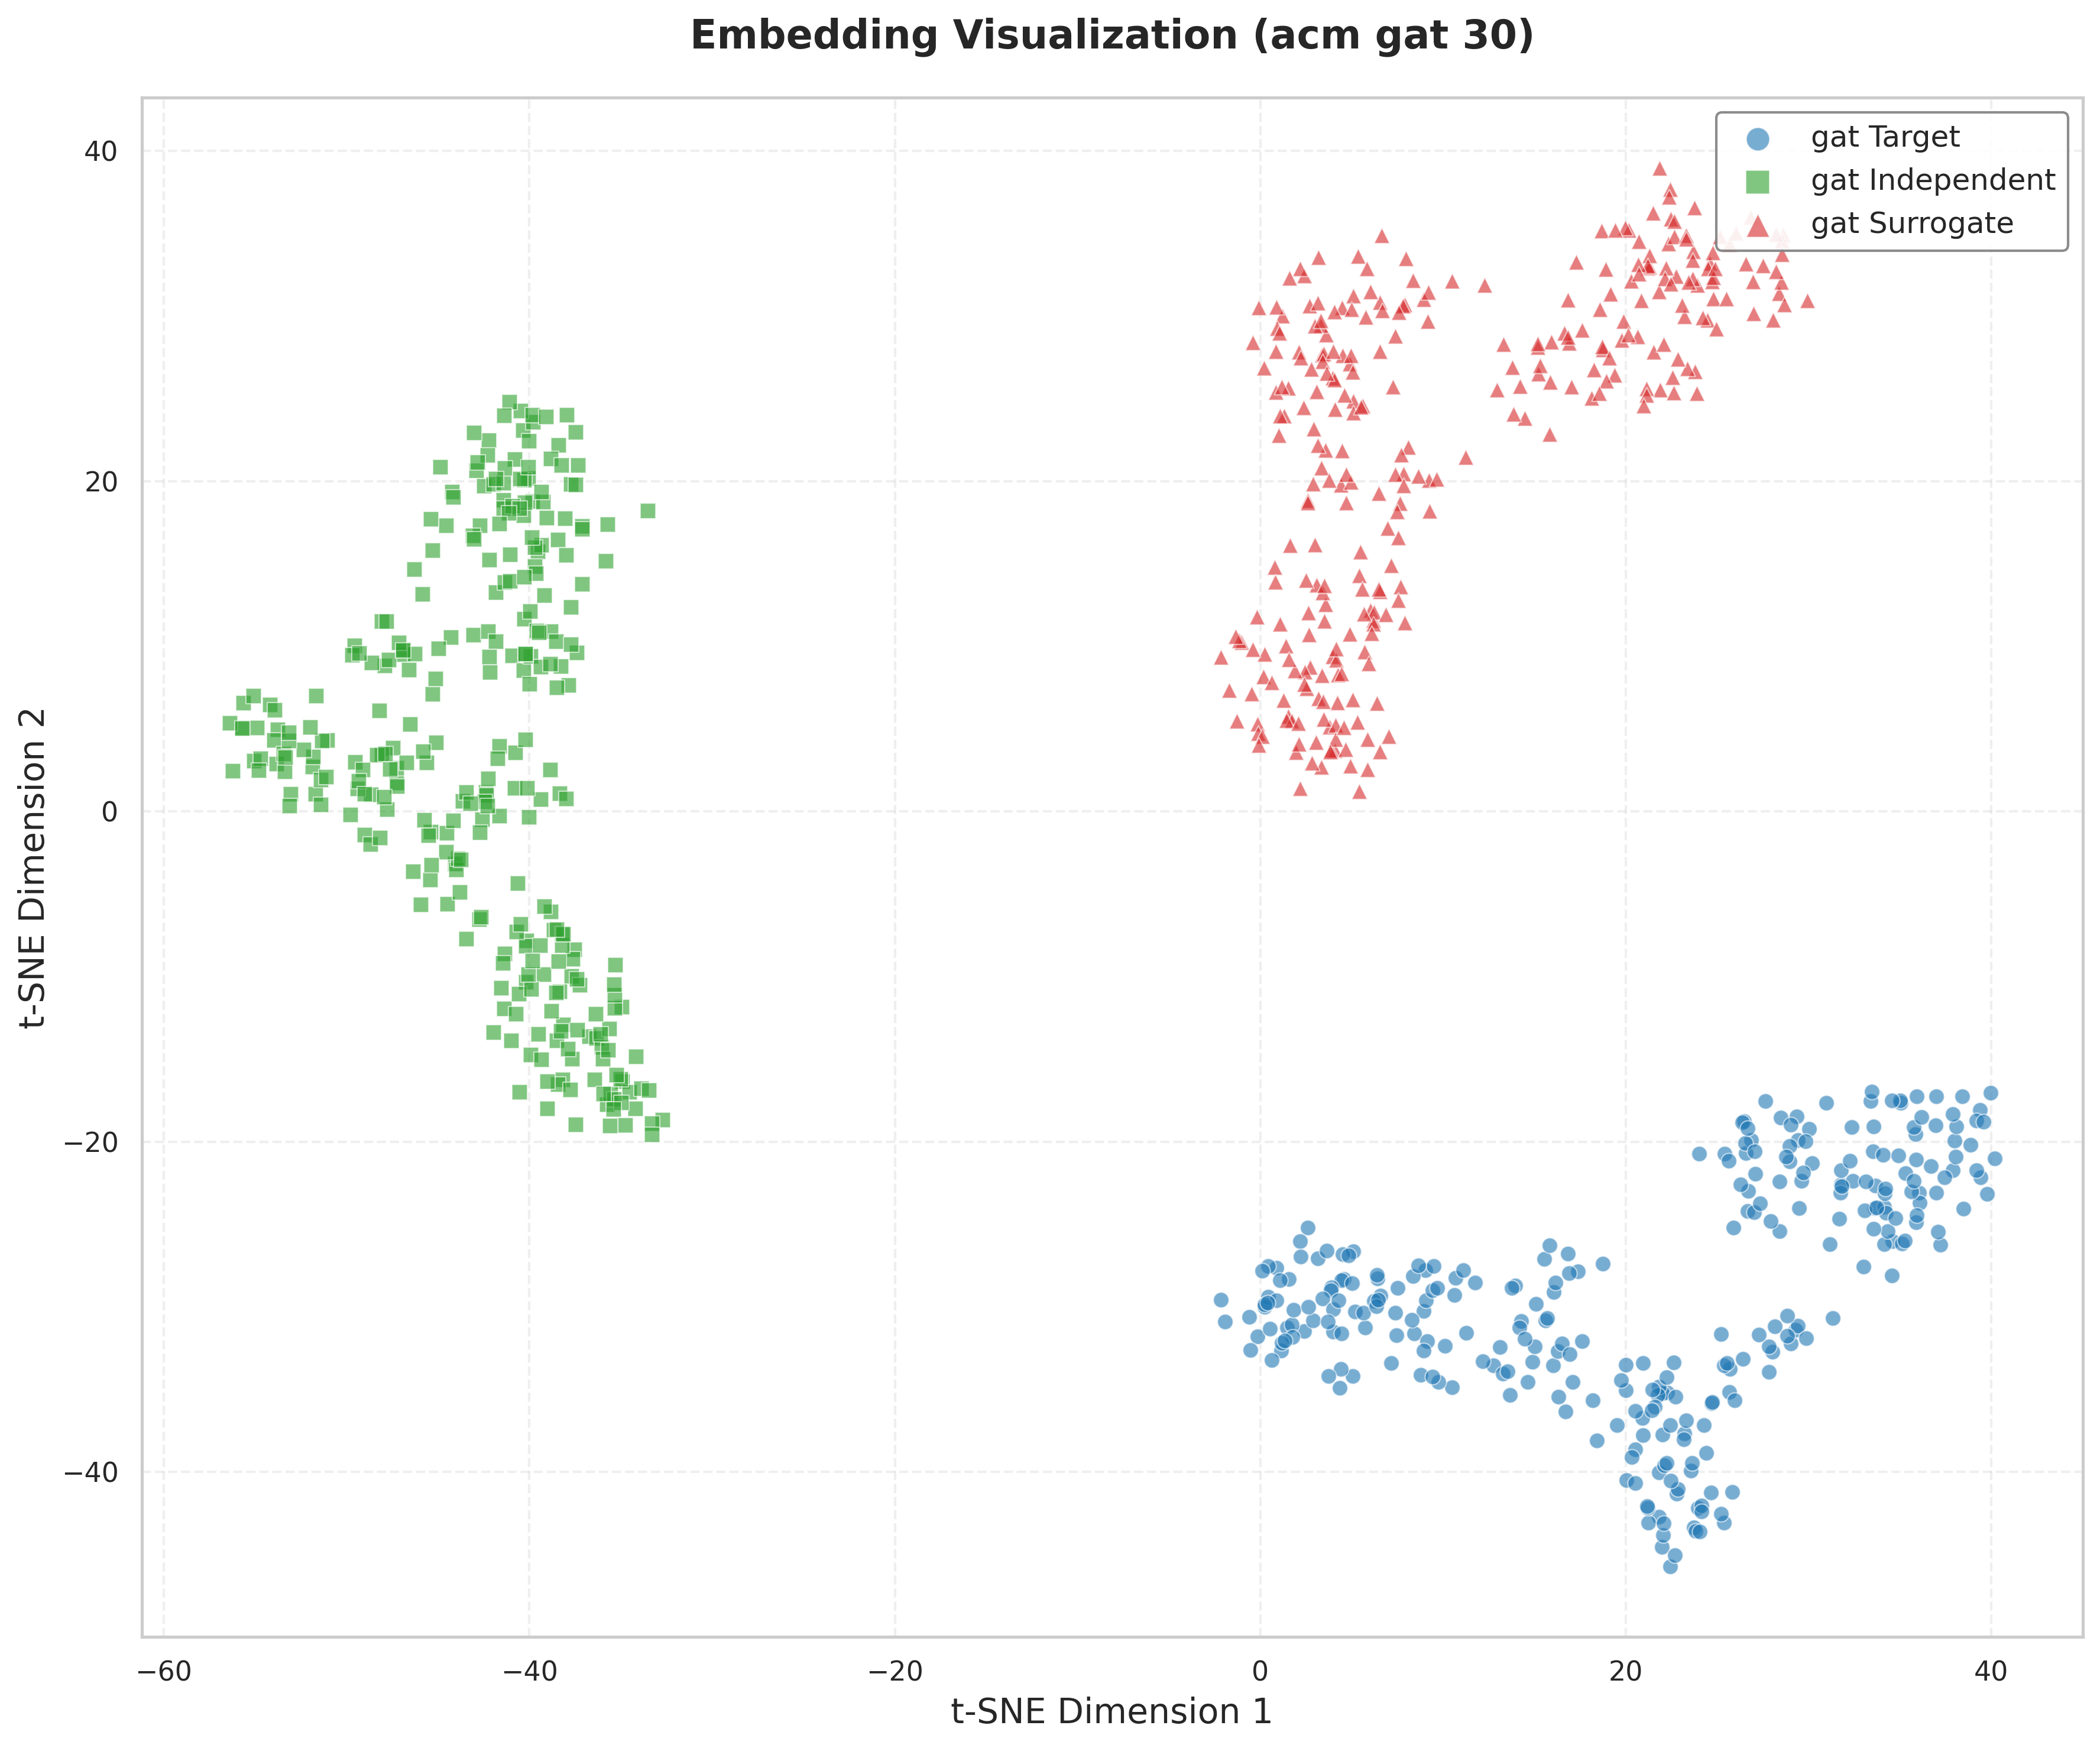 Embedding Visualization (acm gat 30)
gat Target
gat Independent
gat Surrogate
40
20
0
−20
−40
t-SNE Dimension 2
−60
−40
−20
0
20
40
t-SNE Dimension 1